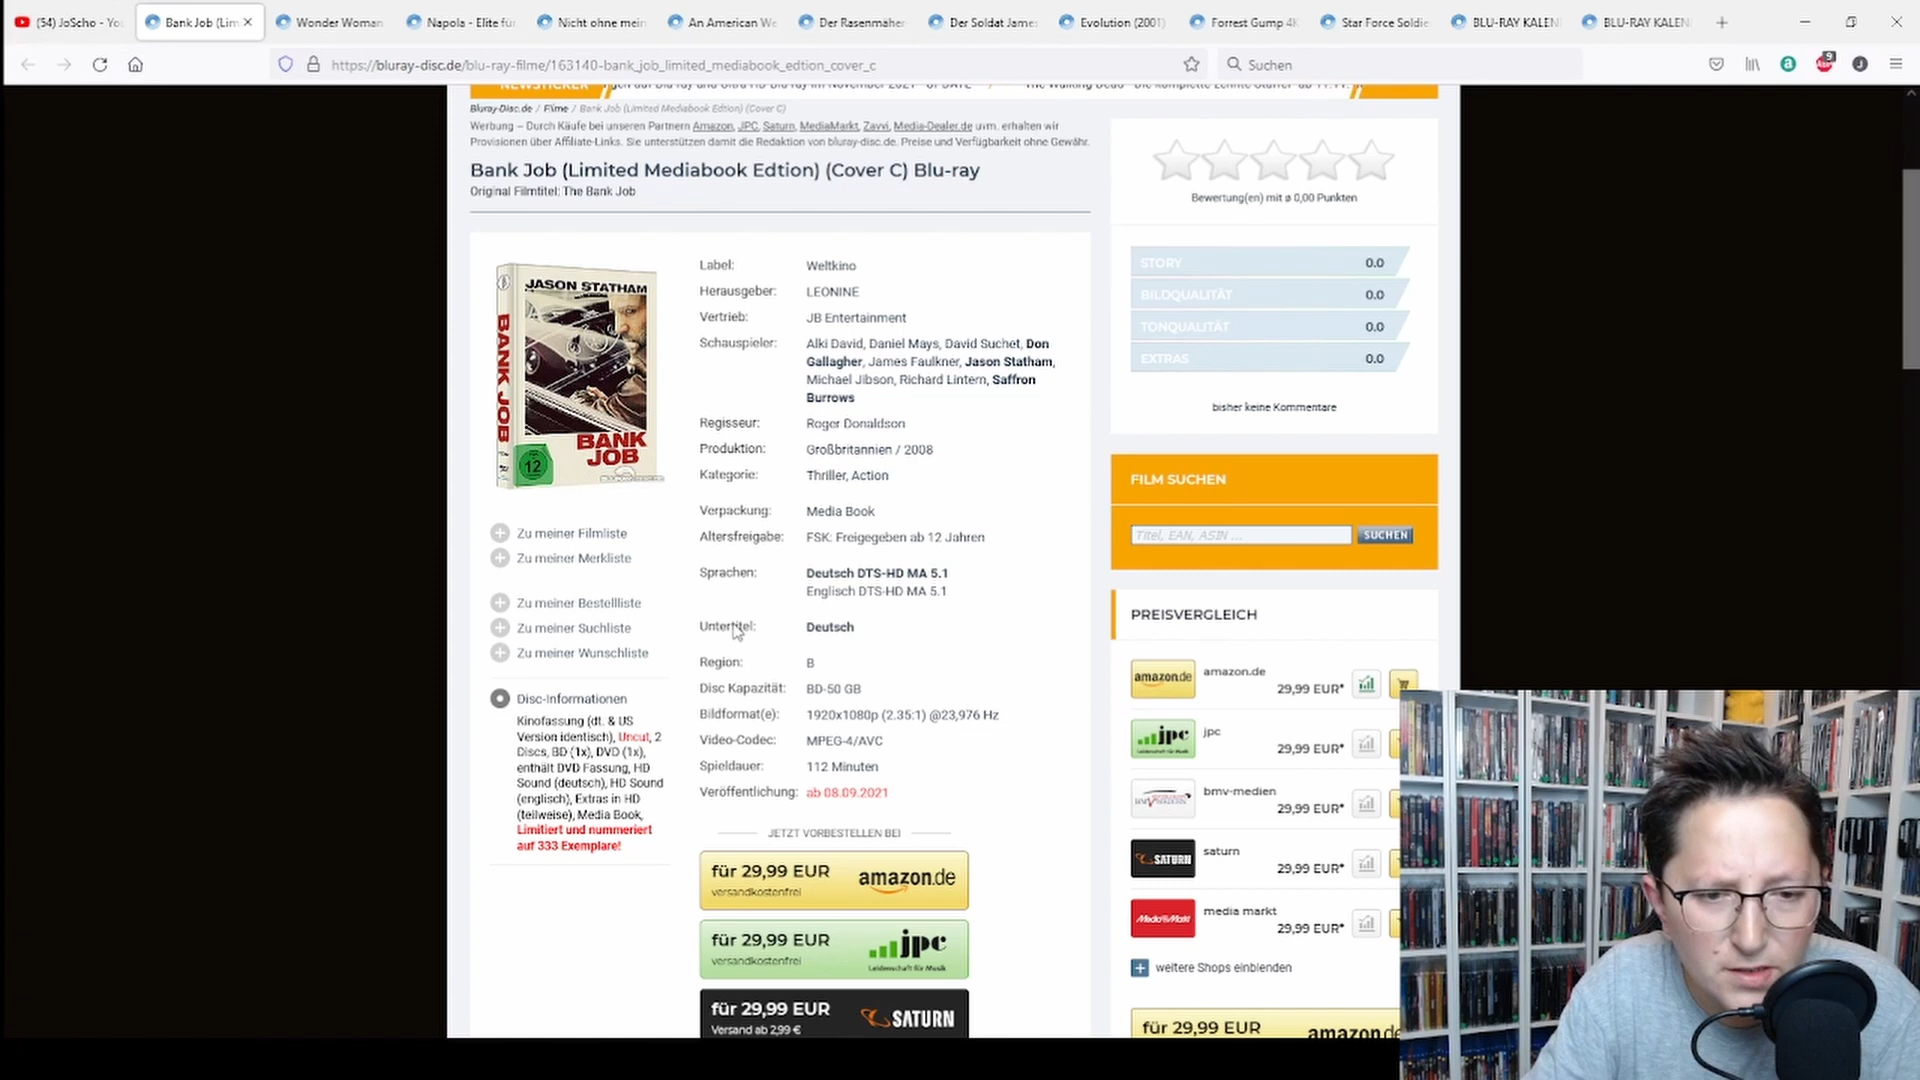 (54) JoScho - Yo
Bank Job (Lim
Wonder Woman
Napola - Elite fü
Nicht ohne mein
An American We
Der Rasenmäher
Der Soldat James
Evolution (2001)
Forrest Gump 4K
Star Force Soldie
BLU-RAY KALEN
BLU-RAY KALEN
https://bluray-disc.de/blu-ray-filme/163140-bank_job_limited_mediabook_edtion_cover_c
Suchen
9
J
NEWSTICKER
Bluray-Disc.de / Filme / Bank Job (Limited Mediabook Edtion) (Cover C)
Werbung – Durch Käufe bei unseren Partnern Amazon, JPC, Saturn, MediaMarkt, Zavvi, Media-Dealer.de uvm. erhalten wir
Provisionen über Affiliate-Links. Sie unterstützen damit die Redaktion von bluray-disc.de. Preise und Verfügbarkeit ohne Gewähr.
Bank Job (Limited Mediabook Edtion) (Cover C) Blu-ray
Original Filmtitel: The Bank Job
JASON STATHAM
BANK JOB
BANK
JOB
12
Zu meiner Filmliste
Zu meiner Merkliste
Zu meiner Bestellliste
Zu meiner Suchliste
Zu meiner Wunschliste
Disc-Informationen
Kinofassung (dt. & US
Version identisch), Uncut, 2
Discs, BD (1x), DVD (1x),
enthält DVD Fassung, HD
Sound (deutsch), HD Sound
(englisch), Extras in HD
(teilweise), Media Book,
Limitiert und nummeriert
auf 333 Exemplare!
Label: Weltkino
Herausgeber: LEONINE
Vertrieb: JB Entertainment
Schauspieler: Alki David, Daniel Mays, David Suchet, Don
Gallagher, James Faulkner, Jason Statham,
Michael Jibson, Richard Lintern, Saffron
Burrows
Regisseur: Roger Donaldson
Produktion: Großbritannien / 2008
Kategorie: Thriller, Action
Verpackung: Media Book
Altersfreigabe: FSK: Freigegeben ab 12 Jahren
Sprachen: Deutsch DTS-HD MA 5.1
Englisch DTS-HD MA 5.1
Untertitel: Deutsch
Region: B
Disc Kapazität: BD-50 GB
Bildformat(e): 1920x1080p (2.35:1) @23,976 Hz
Video-Codec: MPEG-4/AVC
Spieldauer: 112 Minuten
Veröffentlichung: ab 08.09.2021
JETZT VORBESTELLEN BEI
für 29,99 EUR amazon.de
versandkostenfrei
für 29,99 EUR jpc
versandkostenfrei Leidenschaft für Musik
für 29,99 EUR SATURN
Versand ab 2,99 €
Bewertung(en) mit ø 0,00 Punkten
STORY 0.0
BILDQUALITÄT 0.0
TONQUALITÄT 0.0
EXTRAS 0.0
bisher keine Kommentare
FILM SUCHEN
Titel, EAN, ASIN ... SUCHEN
PREISVERGLEICH
amazon.de amazon.de
29,99 EUR*
jpc jpc
29,99 EUR*
bmv-medien
29,99 EUR*
SATURN saturn
29,99 EUR*
MediaMarkt media markt
29,99 EUR*
weitere Shops einblenden
für 29,99 EUR amazon.de